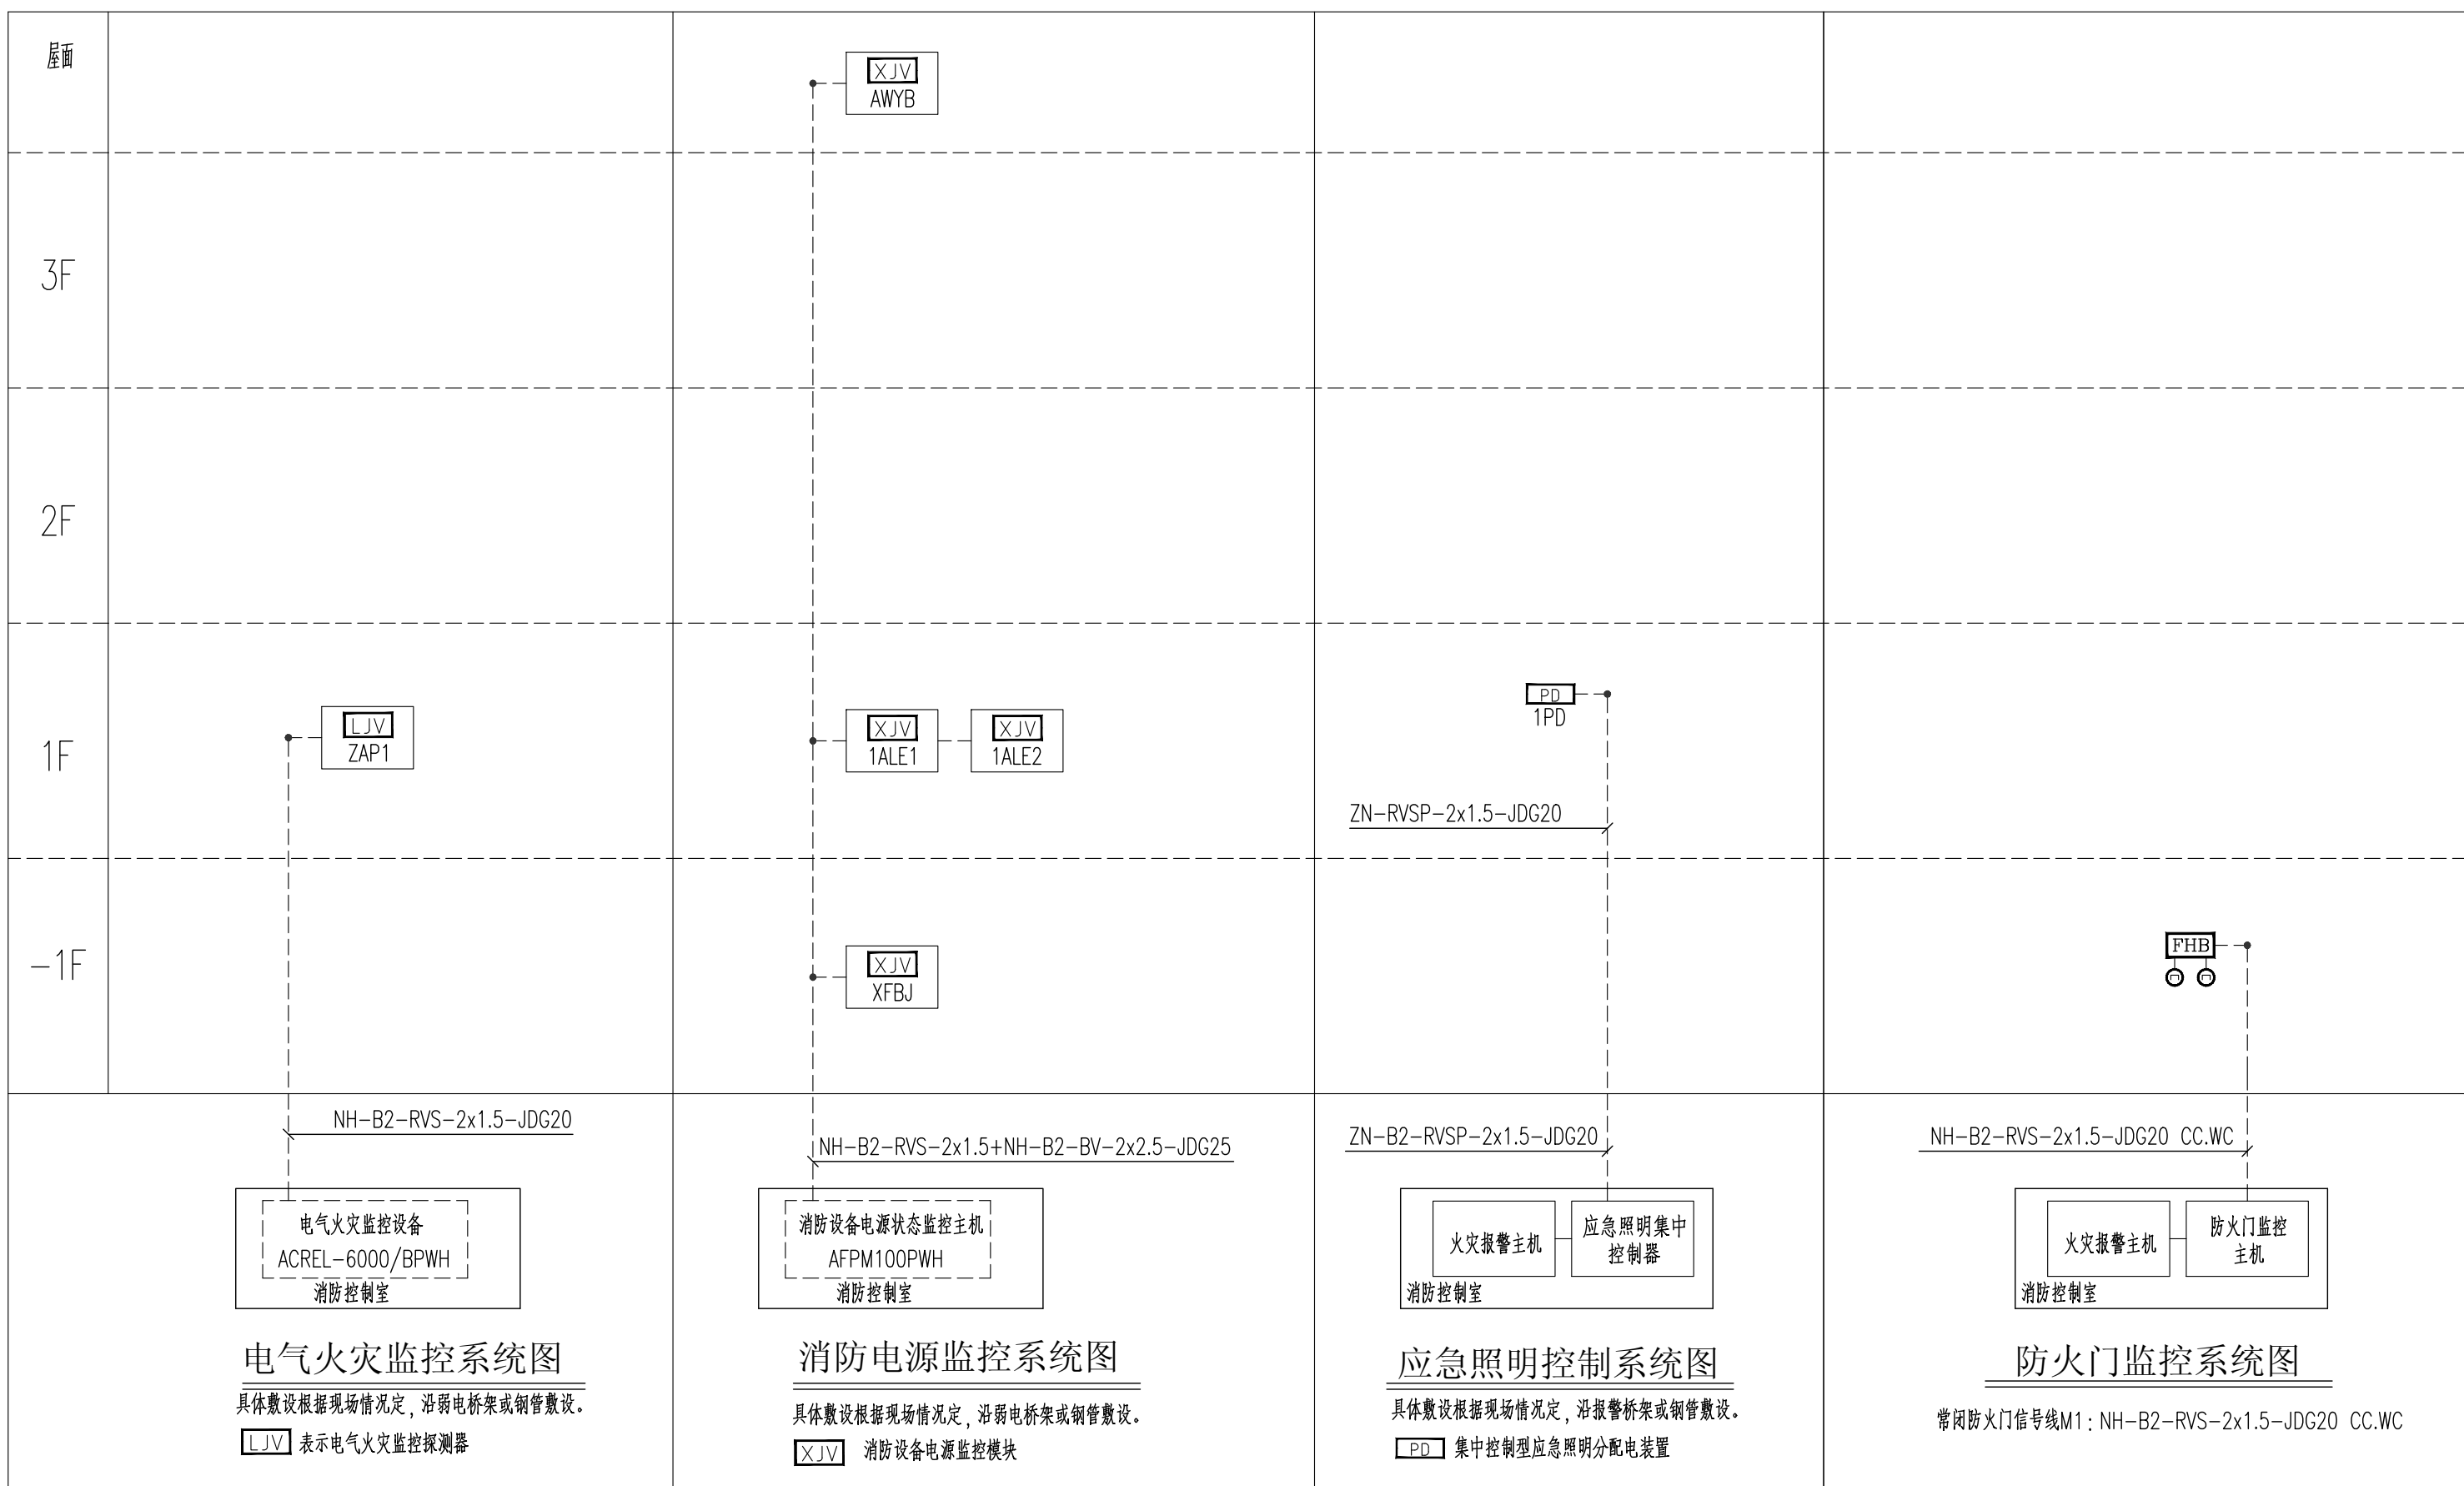 屋面
XJV
AWYB
3F
2F
1F
LJV
ZAP1
XJV
1ALE1
XJV
1ALE2
PD
1PD
ZN-RVSP-2x1.5-JDG20
-1F
XJV
XFBJ
FHB
NH-B2-RVS-2x1.5-JDG20
电气火灾监控设备
ACREL-6000/BPWH
消防控制室
电气火灾监控系统图
具体敷设根据现场情况定,沿弱电桥架或钢管敷设。
LJV 表示电气火灾监控探测器
NH-B2-RVS-2x1.5+NH-B2-BV-2x2.5-JDG25
消防设备电源状态监控主机
AFPM100PWH
消防控制室
消防电源监控系统图
具体敷设根据现场情况定,沿弱电桥架或钢管敷设。
XJV 消防设备电源监控模块
ZN-B2-RVSP-2x1.5-JDG20
火灾报警主机
应急照明集中
控制器
消防控制室
应急照明控制系统图
具体敷设根据现场情况定,沿报警桥架或钢管敷设。
PD 集中控制型应急照明分配电装置
NH-B2-RVS-2x1.5-JDG20 CC.WC
火灾报警主机
防火门监控
主机
消防控制室
防火门监控系统图
常闭防火门信号线M1:NH-B2-RVS-2x1.5-JDG20 CC.WC